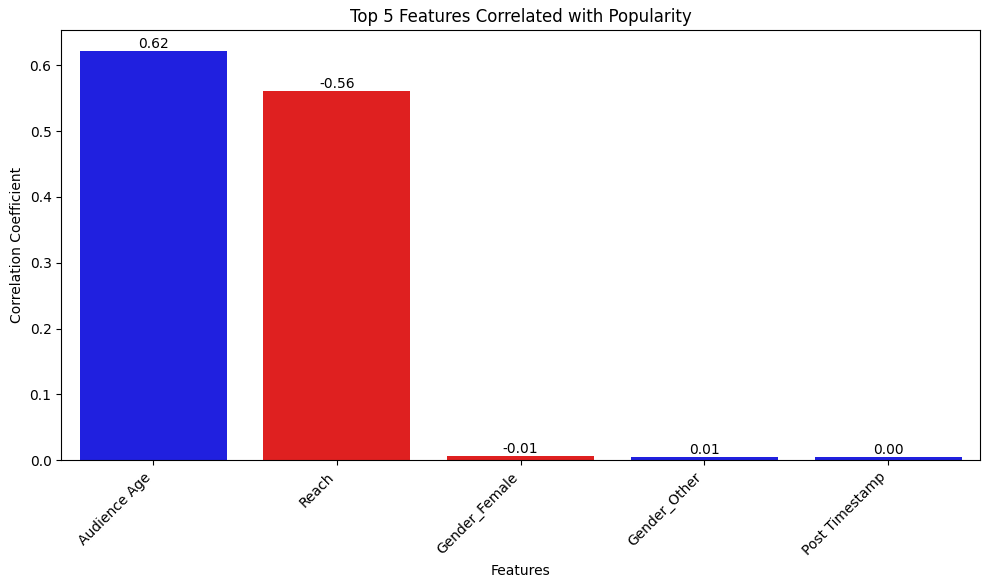 Top 5 Features Correlated with Popularity
Correlation Coefficient
0.6
0.5
0.4
0.3
0.2
0.1
0.0
0.62
-0.56
-0.01
0.01
0.00
Audience Age
Reach
Gender_Female
Gender_Other
Post Timestamp
Features